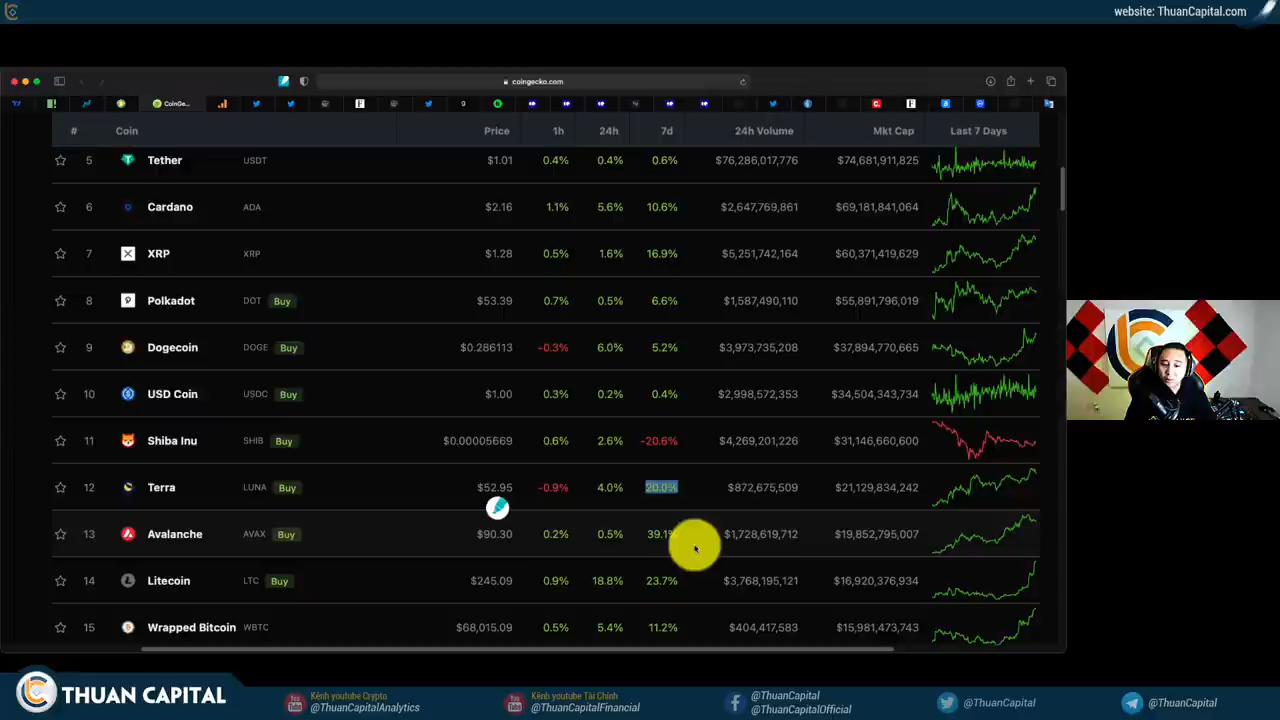 website: ThuanCapital.com
coingecko.com
CoinGe...
# Coin Price 1h 24h 7d 24h Volume Mkt Cap Last 7 Days
5 Tether USDT $1.01 0.4% 0.4% 0.6% $76,286,017,776 $74,681,911,825
6 Cardano ADA $2.16 1.1% 5.6% 10.6% $2,647,769,861 $69,181,841,064
7 XRP XRP $1.28 0.5% 1.6% 16.9% $5,251,742,164 $60,371,419,629
8 Polkadot DOT Buy $53.39 0.7% 0.5% 6.6% $1,587,490,110 $55,891,796,019
9 Dogecoin DOGE Buy $0.286113 -0.3% 6.0% 5.2% $3,973,735,208 $37,894,770,665
10 USD Coin USDC Buy $1.00 0.3% 0.2% 0.4% $2,998,572,353 $34,504,343,734
11 Shiba Inu SHIB Buy $0.00005669 0.6% 2.6% -20.6% $4,269,201,226 $31,146,660,600
12 Terra LUNA Buy $52.95 -0.9% 4.0% 20.0% $872,675,509 $21,129,834,242
13 Avalanche AVAX Buy $90.30 0.2% 0.5% 39.1% $1,728,619,712 $19,852,795,007
14 Litecoin LTC Buy $245.09 0.9% 18.8% 23.7% $3,768,195,121 $16,920,376,934
15 Wrapped Bitcoin WBTC $68,015.09 0.5% 5.4% 11.2% $404,417,583 $15,981,473,743
THUAN CAPITAL
Kênh youtube Crypto
@ThuanCapitalAnalytics
Kênh youtube Tài Chính
@ThuanCapitalFinancial
@ThuanCapital
@ThuanCapitalOfficial
@ThuanCapital
@ThuanCapital